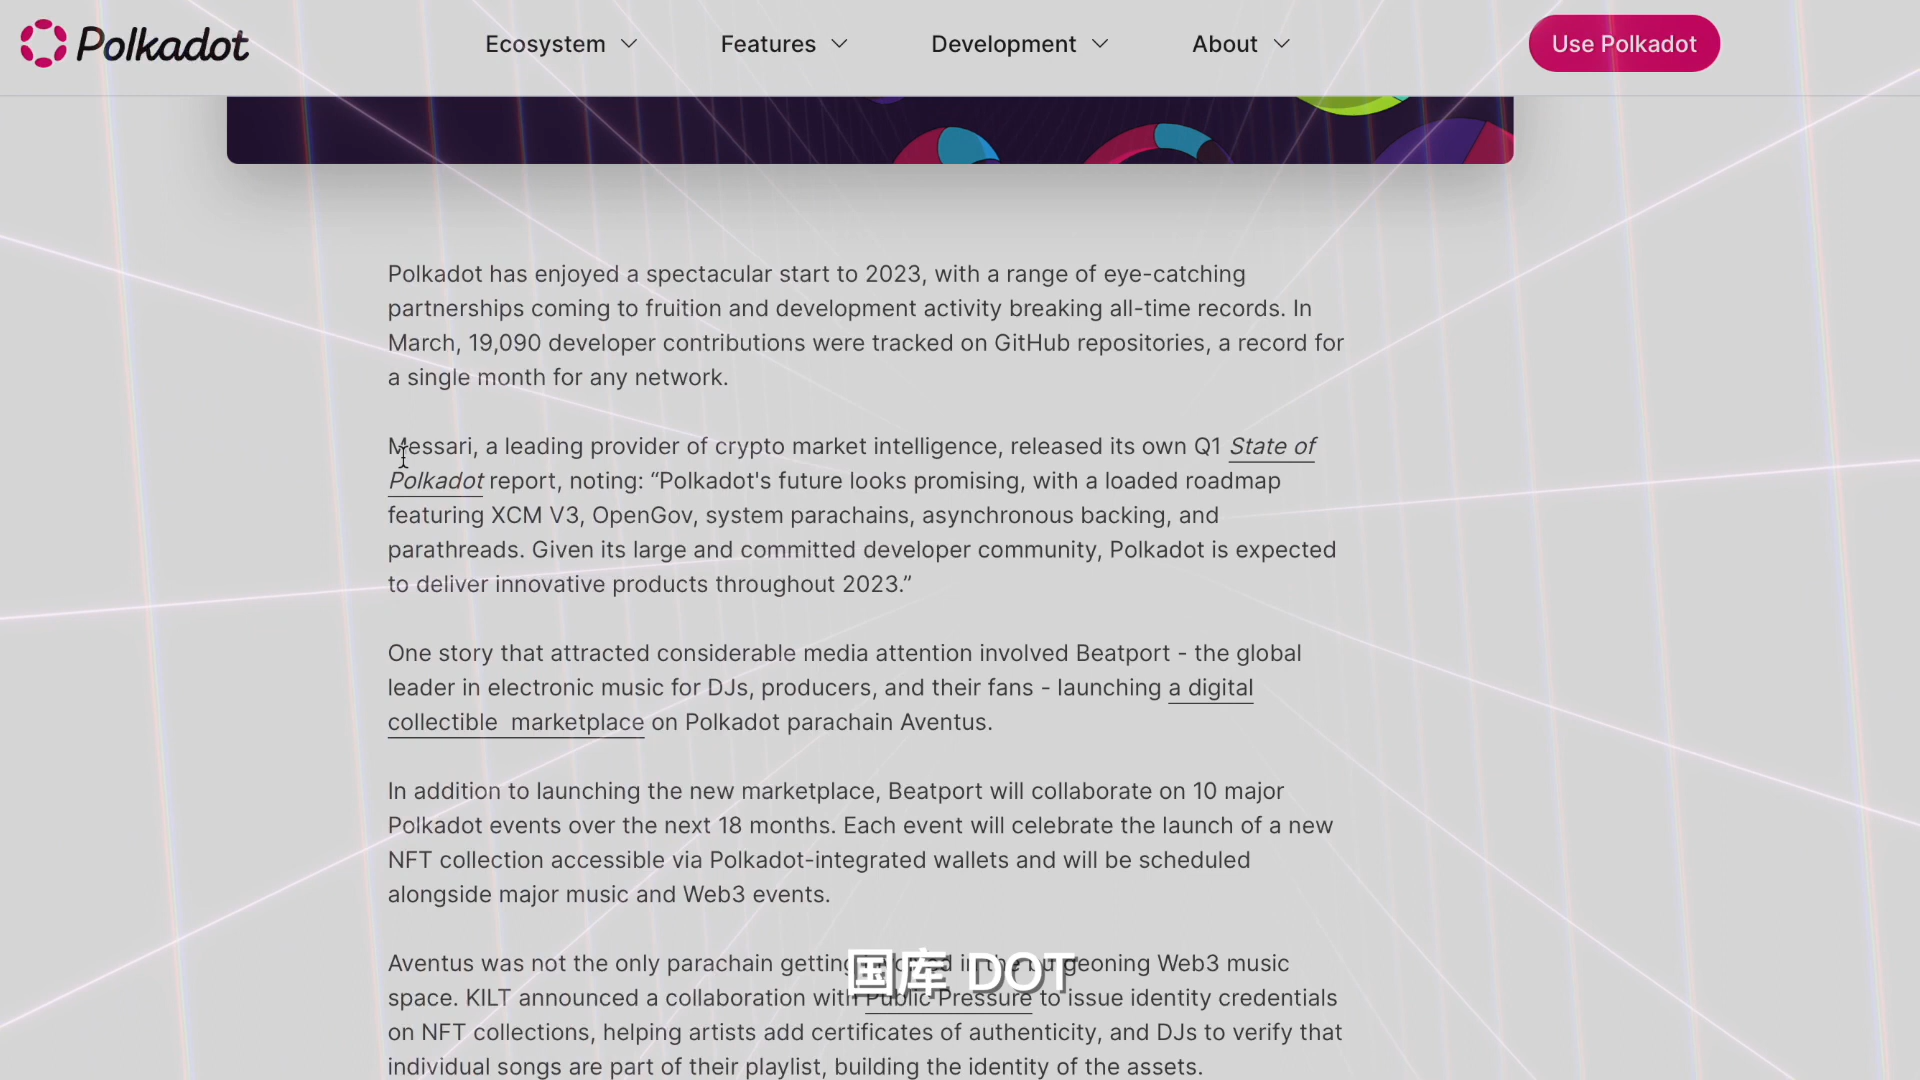 Polkadot
Ecosystem
Features
Development
About
Use Polkadot
Polkadot has enjoyed a spectacular start to 2023, with a range of eye-catching
partnerships coming to fruition and development activity breaking all-time records. In
March, 19,090 developer contributions were tracked on GitHub repositories, a record for
a single month for any network.
Messari, a leading provider of crypto market intelligence, released its own Q1 State of
Polkadot report, noting: “Polkadot's future looks promising, with a loaded roadmap
featuring XCM V3, OpenGov, system parachains, asynchronous backing, and
parathreads. Given its large and committed developer community, Polkadot is expected
to deliver innovative products throughout 2023.”
One story that attracted considerable media attention involved Beatport - the global
leader in electronic music for DJs, producers, and their fans - launching a digital
collectible marketplace on Polkadot parachain Aventus.
In addition to launching the new marketplace, Beatport will collaborate on 10 major
Polkadot events over the next 18 months. Each event will celebrate the launch of a new
NFT collection accessible via Polkadot-integrated wallets and will be scheduled
alongside major music and Web3 events.
Aventus was not the only parachain getting in the burgeoning Web3 music
space. KILT announced a collaboration with Public Pressure to issue identity credentials
on NFT collections, helping artists add certificates of authenticity, and DJs to verify that
individual songs are part of their playlist, building the identity of the assets.
国库 DOT